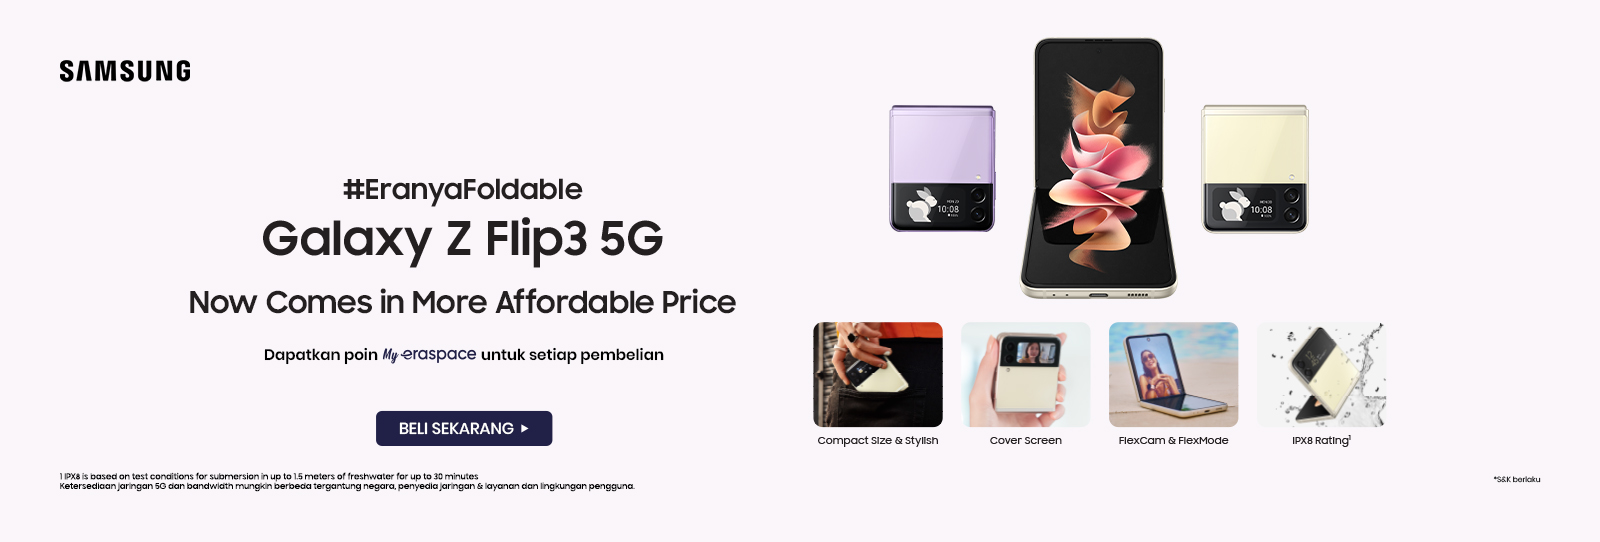 SAMSUNG
#EranyaFoldable
Galaxy Z Flip3 5G
Now Comes in More Affordable Price
Dapatkan poin My eraspace untuk setiap pembelian
BELI SEKARANG
10:08
10:08
Compact Size & Stylish
Cover Screen
FlexCam & FlexMode
IPX8 Rating¹
1 IPX8 is based on test conditions for submersion in up to 1.5 meters of freshwater for up to 30 minutes
Ketersediaan jaringan 5G dan bandwidth mungkin berbeda tergantung negara, penyedia jaringan & layanan dan lingkungan pengguna.
*S&K berlaku